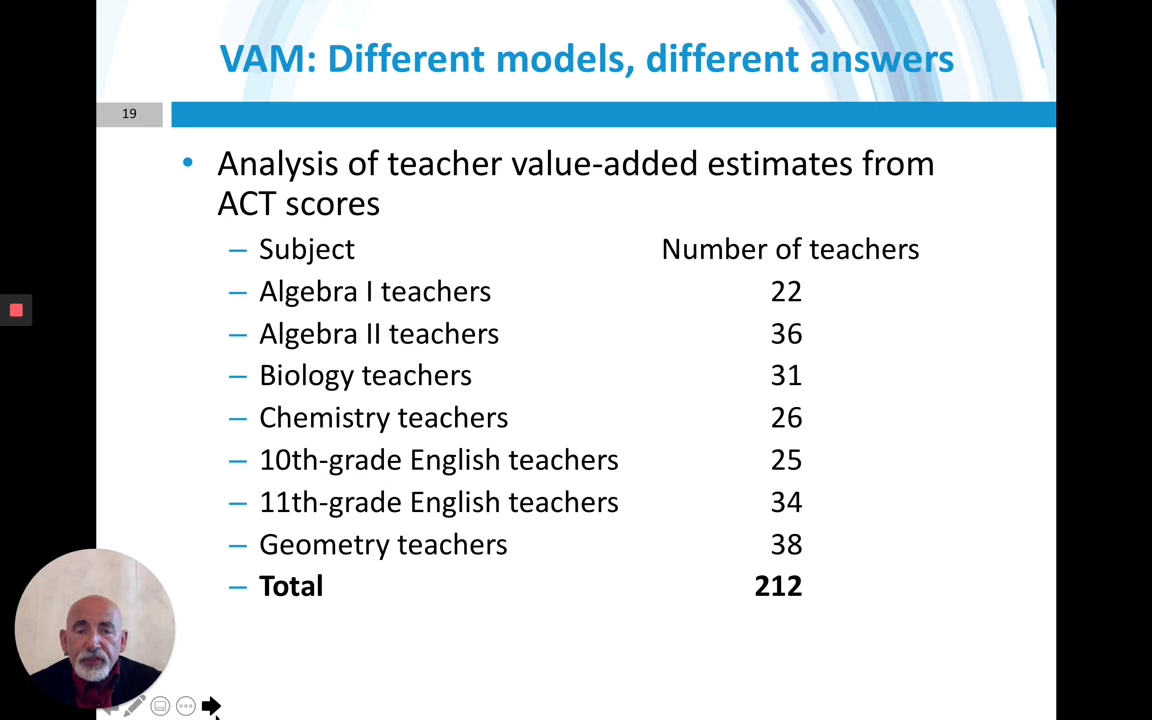 VAM: Different models, different answers
19
• Analysis of teacher value-added estimates from
ACT scores
– Subject Number of teachers
– Algebra I teachers 22
– Algebra II teachers 36
– Biology teachers 31
– Chemistry teachers 26
– 10th-grade English teachers 25
– 11th-grade English teachers 34
– Geometry teachers 38
– Total 212